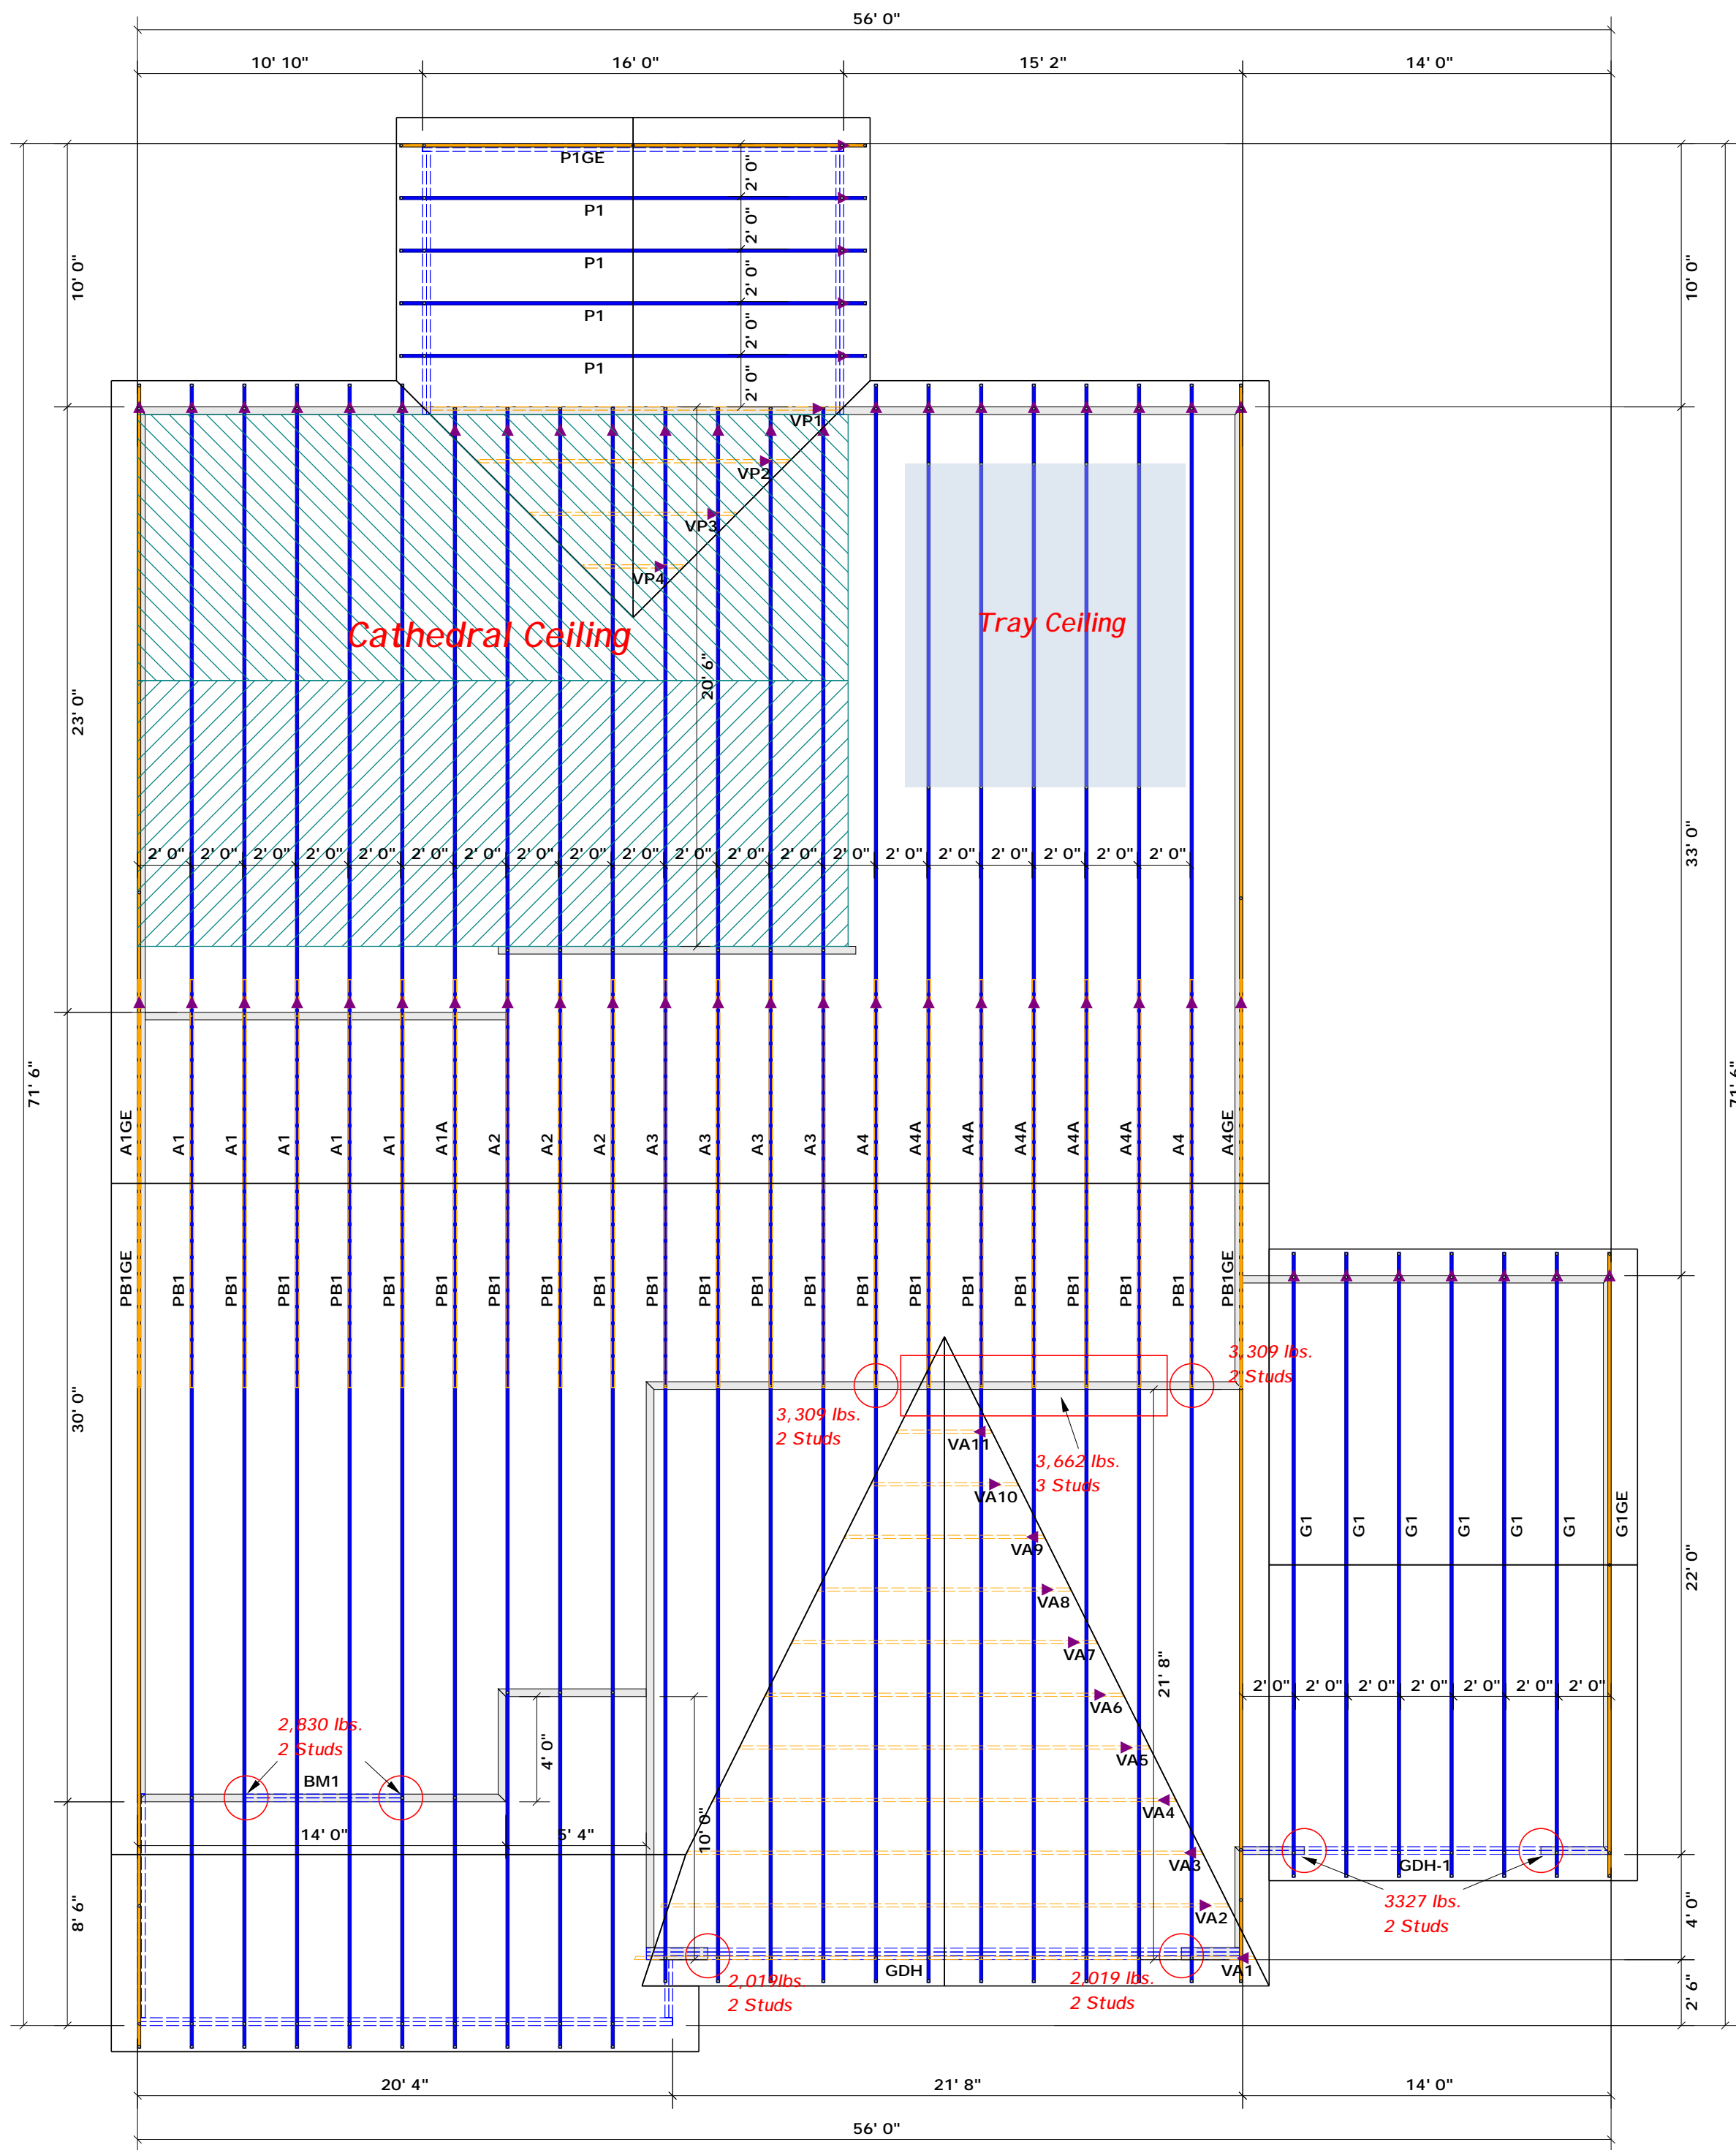 56' 0"
10' 10" 16' 0" 15' 2" 14' 0"
P1GE
2' 0"
P1
2' 0"
P1
2' 0"
P1
2' 0"
P1
2' 0"
10' 0"
10' 0"
VP1
VP2
VP3
VP4
Cathedral Ceiling
Tray Ceiling
20' 6"
23' 0"
33' 0"
2' 0" 2' 0" 2' 0" 2' 0" 2' 0" 2' 0" 2' 0" 2' 0" 2' 0" 2' 0" 2' 0" 2' 0" 2' 0" 2' 0" 2' 0" 2' 0" 2' 0" 2' 0" 2' 0" 2' 0"
71' 6"
71' 6"
A1GE A1 A1 A1 A1 A1 A1A A2 A2 A2 A3 A3 A3 A3 A4 A4A A4A A4A A4A A4A A4 A4GE
PB1GE PB1 PB1 PB1 PB1 PB1 PB1 PB1 PB1 PB1 PB1 PB1 PB1 PB1 PB1 PB1 PB1 PB1 PB1 PB1 PB1 PB1GE
3,309 lbs.
2 Studs
3,309 lbs.
2 Studs
3,662 lbs.
3 Studs
30' 0"
VA11
VA10
VA9
VA8
VA7
VA6
VA5
VA4
VA3
VA2
VA1
G1 G1 G1 G1 G1 G1 G1GE
22' 0"
21' 8"
2' 0" 2' 0" 2' 0" 2' 0" 2' 0" 2' 0" 2' 0"
2,830 lbs.
2 Studs
BM1
4' 0"
14' 0" 5' 4"
10' 0"
GDH-1
3327 lbs.
2 Studs
8' 6"
4' 0"
GDH
2,019lbs.
2 Studs
2,019 lbs.
2 Studs
2' 6"
20' 4" 21' 8" 14' 0"
56' 0"